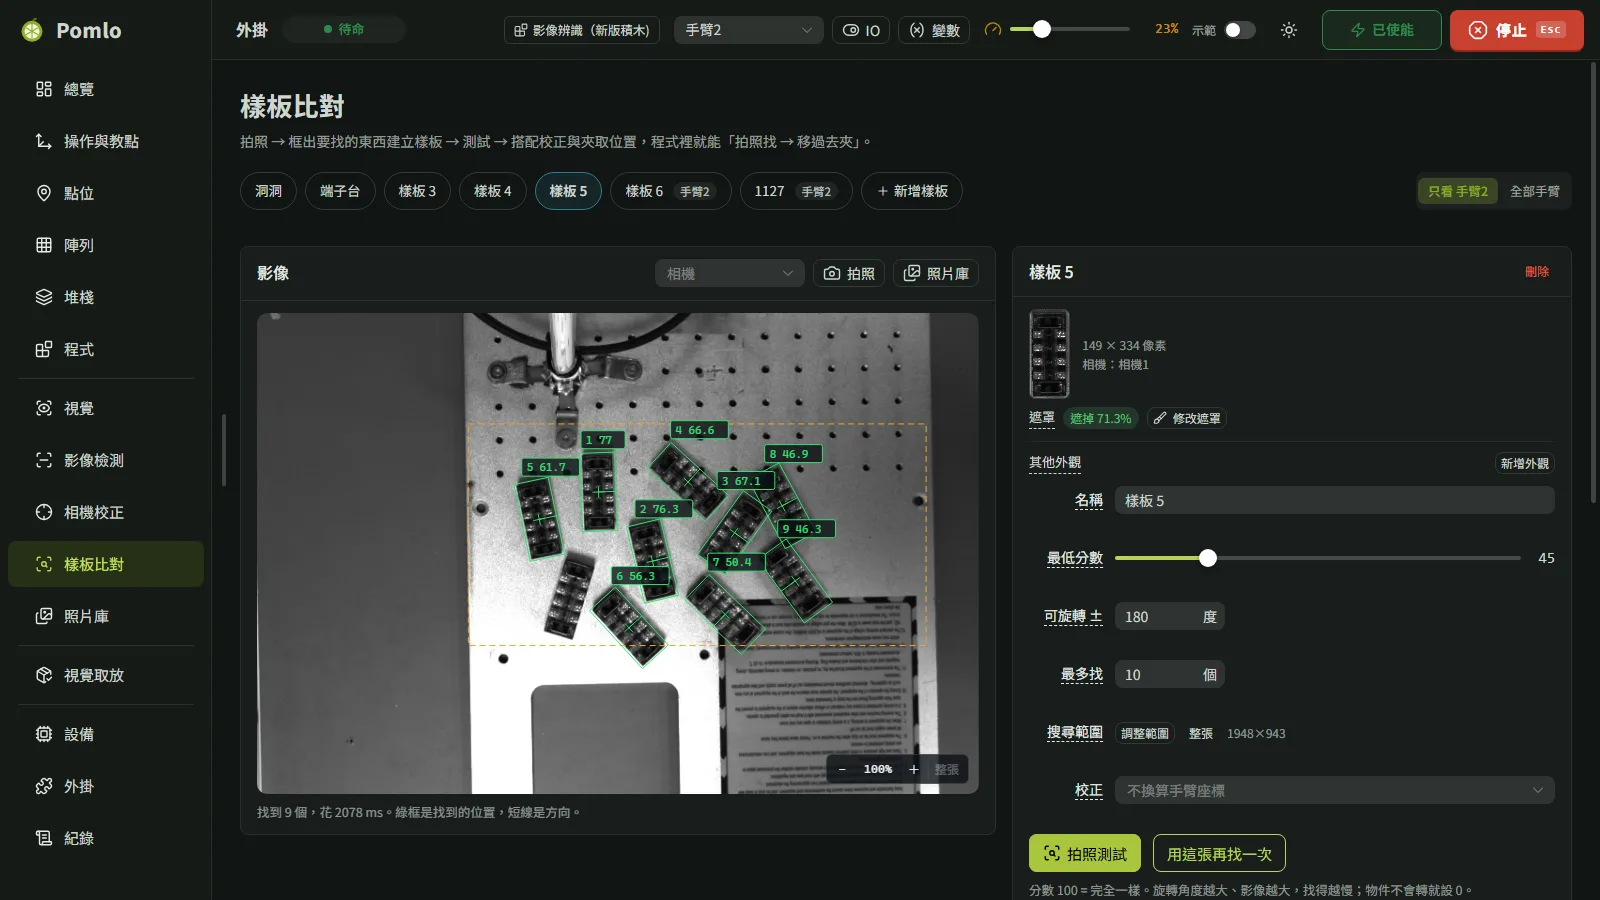 Pomlo
總覽
操作與教點
點位
陣列
堆棧
程式
視覺
影像檢測
相機校正
樣板比對
照片庫
視覺取放
設備
外掛
紀錄
外掛
待命
影像辨識（新版積木）
手臂2
IO
變數
23%
示範
已使能
停止 Esc
樣板比對
拍照 → 框出要找的東西建立樣板 → 測試 → 搭配校正與夾取位置，程式裡就能「拍照找 → 移過去夾」。
洞洞
端子台
樣板 3
樣板 4
樣板 5
樣板 6 手臂2
1127 手臂2
＋ 新增樣板
只看 手臂2
全部手臂
影像
相機
拍照
照片庫
4 66.6
1 77
8 46.9
5 61.7
3 67.1
2 76.3
9 46.3
7 50.4
6 56.3
− 100% + 整張
找到 9 個，花 2078 ms。綠框是找到的位置，短線是方向。
樣板 5
刪除
149 × 334 像素
相機：相機1
遮罩 遮掉 71.3% 修改遮罩
其他外觀 新增外觀
名稱 樣板 5
最低分數 45
可旋轉 ± 180 度
最多找 10 個
搜尋範圍 調整範圍 整張 1948×943
校正 不換算手臂座標
拍照測試 用這張再找一次
分數 100 = 完全一樣。旋轉角度越大、影像越大，找得越慢；物件不會轉就設 0。